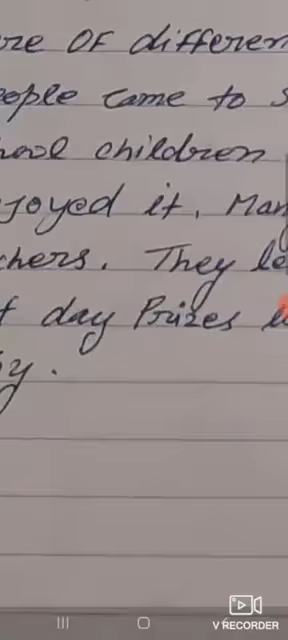 re OF differen
eople came to s
hool children
joyed it. Man
chers. They le
f day Prizes
y.
V RECORDER